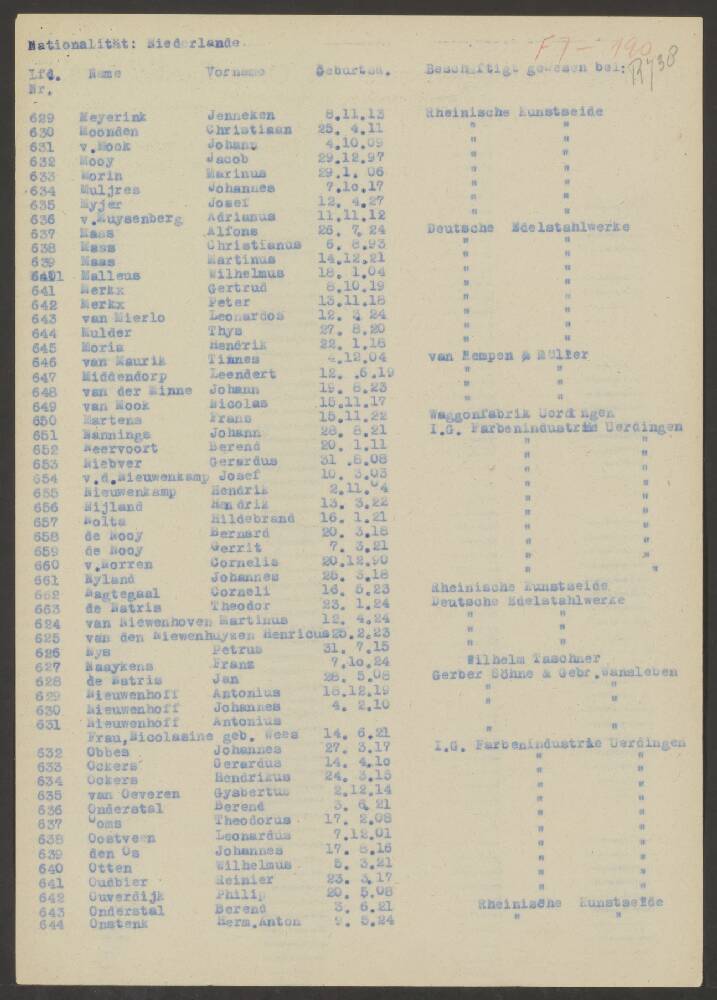 Nationalität: Niederlande.
F7 - 190
R738
Lfd. Nr. Name Vorname Geburtsd. Beschäftigt gewesen bei:
629 Meyerink Jenneken 8.11.13 Rheinische Kunstseide
630 Moonden Christiaan 25. 4.11 " "
631 v.Mook Johann 4.10.09 " "
632 Mooy Jacob 29.12.97 " "
633 Morin Marinus 29.1. 06 " "
634 Muljres Johannes 7.10.17 " "
635 Myjer Josef 12. 4.27 " "
636 v.Muysenberg Adrianus 11.11.12 " "
637 Maas Alfons 26. 7. 24 Deutsche Edelstahlwerke
638 Maas Christianus 6. 8.93 " "
639 Maas Martinus 14.12.21 " "
Malleus Wilhelmus 18. 1.04 " "
641 Merkx Gertrud 8.10.19 " "
642 Merkx Peter 13.11.18 " "
643 van Mierlo Leonardos 12. 3 24 " "
644 Mulder Thys 27. 8.20 " "
645 Moria Hendrik 22. 1.18 " "
646 van Maurik Tinnes 4.12.04 van Kempen & Müller
647 Middendorp Leendert 12. .6.19 " "
648 van der Minne Johann 19. 8.23 " "
649 van Mook Nicolas 15.11.17 " "
650 Martens Frans 15.11.22 Waggonfabrik Uerdingen
651 Nanninga Johann 28. 8.21 I.G. Farbenindustrie Uerdingen
652 Neervoort Berend 20. 1.11 " "
653 Niebver Gerardus 31 .8.08 " "
654 v.d.Nieuwenkamp Josef 10. 3.03 " "
655 Nieuwenkamp Hendrik 2.11.04 " "
656 Nijland Hendrik 13. 3.22 " "
657 Nolta Hildebrand 16. 1.21 " "
658 de Nooy Bernard 20. 3.18 " "
659 de Nooy Gerrit 7. 3.21 " "
660 v.Norren Cornelis 20.12.90 " "
661 Nyland Johannes 25. 3.18 Rheinische Kunstseide
662 Nagtegaal Corneli 16. 5.23 Deutsche Edelstahlwerke
663 de Natris Theodor 23. 1.24 " "
624 van Niewenhoven Martinus 12. 4.24 " "
625 van den Niewenhuyzen Henricus 25.2.23 " "
626 Nys Petrus 31. 7.15 Wilhelm Taschner
627 Naaykens Franz 7.10.24 Gerber Söhne & Gebr.Wansleben
628 de Natris Jan 28. 5.08 " "
629 Nieuwenhoff Antonius 18.12.19
630 Nieuwenhoff Johannes 4. 2.10 " "
631 Nieuwenhoff Antonius
Frau,Nicolasine geb. Wees 14. 6.21 " "
632 Obbes Johannes 27. 3.17 I.G. Farbenindustrie Uerdingen
633 Ockers Gerardus 14. 4.10 " "
634 Ockers Hendrikus 24. 3.13 " "
635 van Oeveren Gysbertus 2.12.14 " "
636 Onderstal Berend 3. 6 21 " "
637 Ooms Theodorus 17. 2.08 " "
638 Oostveen Leonardus 7.12.01 " "
639 den Os Johannes 17. 8.16 " "
640 Otten Wilhelmus 5. 3.21 " "
641 Oudbier Reinier 23. 3.17 " "
642 Ouwerdijk Philip 20. 5.08 " "
643 Onderstal Berend 3. 6.21 Rheinische Kunstseide
644 Onstenk Herm.Anton 5.24 " "